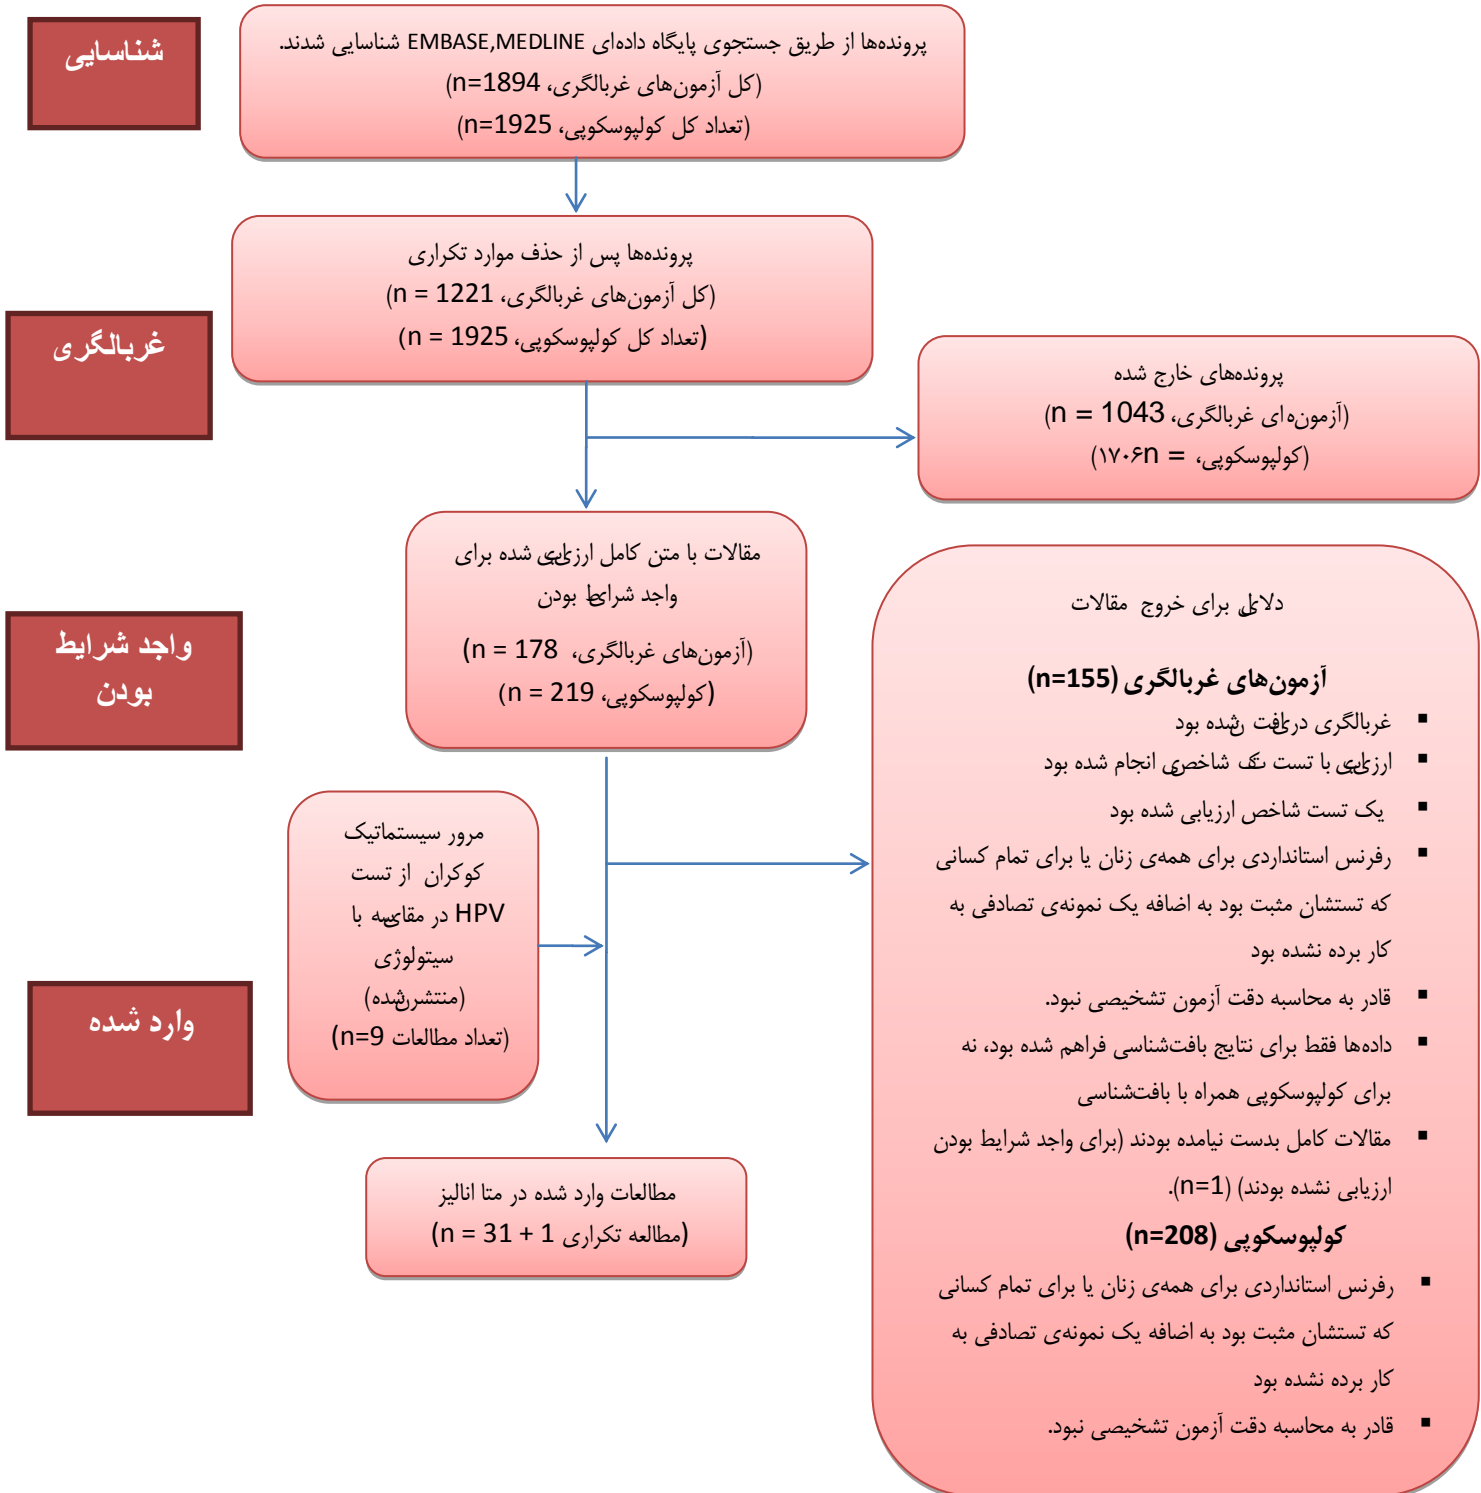 شناسایی
پرونده‌ها از طریق جستجوی پایگاه داده‌ای EMBASE,MEDLINE شناسایی شدند.
(کل آزمون‌های غربالگری، n=1894)
(تعداد کل کولپوسکوپی، n=1925)
پرونده‌ها پس از حذف موارد تکراری
(کل آزمون‌های غربالگری، n = 1221)
(تعداد کل کولپوسکوپی، n = 1925)
غربالگری
پرونده‌های خارج شده
(آزمون‌ه ای غربالگری، n = 1043)
(کولپوسکوپی، = n۱۷۰۶)
مقالات با متن کامل ارزیابی شده برای
واجد شرایط بودن
(آزمون‌های غربالگری، n = 178)
(کولپوسکوپی، n = 219)
واجد شرایط
بودن
دلایل برای خروج مقالات
آزمون‌های غربالگری (n=155)
▪ غربالگری دریافت نشده بود
▪ ارزیابی با تست تک شاخصی انجام شده بود
▪ یک تست شاخص ارزیابی شده بود
▪ رفرنس استانداردی برای همه‌ی زنان یا برای تمام کسانی
که تستشان مثبت بود به اضافه یک نمونه‌ی تصادفی به
کار برده نشده بود
▪ قادر به محاسبه دقت آزمون تشخیصی نبود.
▪ داده‌ها فقط برای نتایج بافت‌شناسی فراهم شده بود، نه
برای کولپوسکوپی همراه با بافت‌شناسی
▪ مقالات کامل بدست نیامده بودند (برای واجد شرایط بودن
ارزیابی نشده بودند) (n=1).
کولپوسکوپی (n=208)
▪ رفرنس استانداردی برای همه‌ی زنان یا برای تمام کسانی
که تستشان مثبت بود به اضافه یک نمونه‌ی تصادفی به
کار برده نشده بود
▪ قادر به محاسبه دقت آزمون تشخیصی نبود.
مرور سیستماتیک
کوکران از تست
HPV در مقایسه با
سیتولوژی
(منتشرنشده)
(تعداد مطالعات n=9)
وارد شده
مطالعات وارد شده در متا انالیز
(مطالعه تکراری n = 31 + 1)